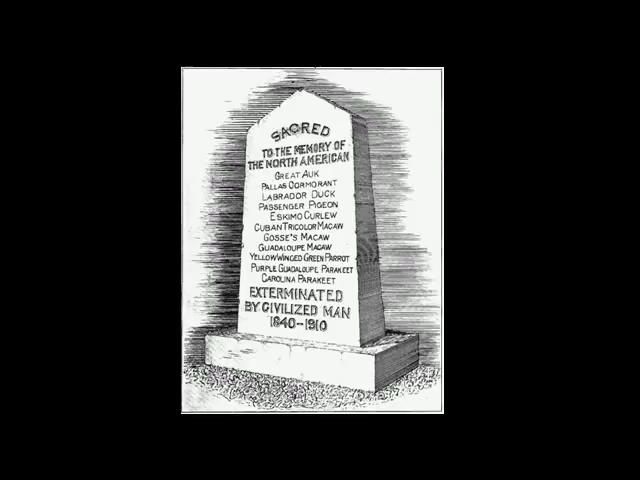 SACRED
TO THE MEMORY OF
THE NORTH AMERICAN
GREAT AUK
PALLAS CORMORANT
LABRADOR DUCK
PASSENGER PIGEON
ESKIMO CURLEW
CUBAN TRICOLOR MACAW
GOSSE'S MACAW
GUADALOUPE MACAW
YELLOW WINGED GREEN PARROT
PURPLE GUADALOUPE PARAKEET
CAROLINA PARAKEET
EXTERMINATED
BY CIVILIZED MAN
1840-1910